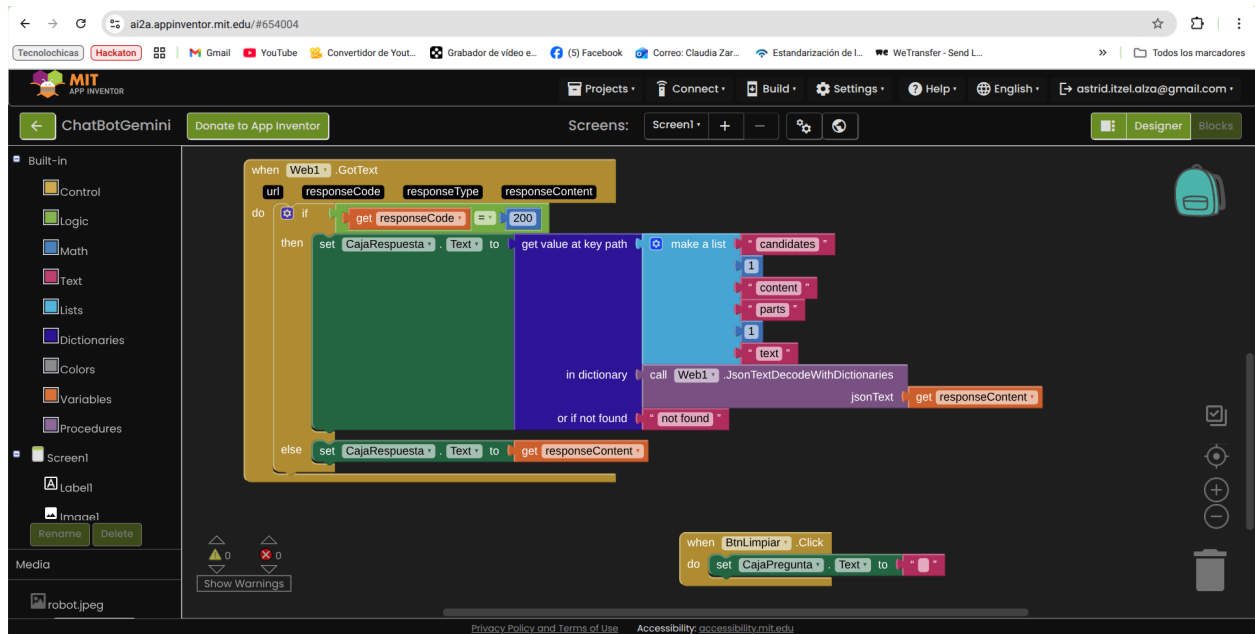 ai2a.appinventor.mit.edu/#654004
Tecnolochicas Hackaton Gmail YouTube Convertidor de Yout... Grabador de vídeo e... (5) Facebook Correo: Claudia Zar... Estandarización de l... WeTransfer - Send L... » Todos los marcadores
MIT
APP INVENTOR
Projects Connect Build Settings Help English astrid.itzel.alza@gmail.com
ChatBotGemini Donate to App Inventor Screens: Screen1 + − Designer Blocks
Built-in
Control
Logic
Math
Text
Lists
Dictionaries
Colors
Variables
Procedures
Screen1
Label1
Image1
Rename Delete
Media
robot.jpeg
when Web1 .GotText
url responseCode responseType responseContent
do if get responseCode = 200
then set CajaRespuesta . Text to get value at key path make a list " candidates "
1
" content "
" parts "
1
" text "
in dictionary call Web1 .JsonTextDecodeWithDictionaries
jsonText get responseContent
or if not found " not found "
else set CajaRespuesta . Text to get responseContent
when BtnLimpiar .Click
do set CajaPregunta . Text to " "
0 0
Show Warnings
Privacy Policy and Terms of Use Accessibility: accessibility.mit.edu